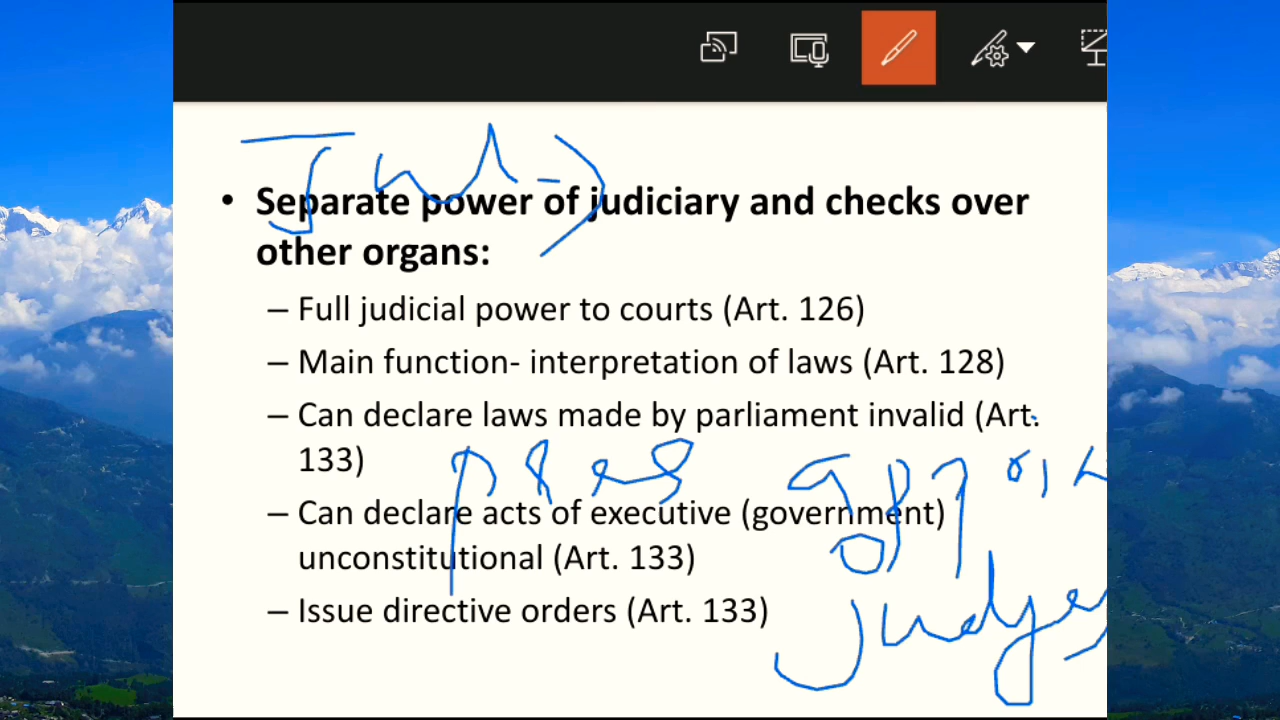 • Separate power of judiciary and checks over
other organs:
– Full judicial power to courts (Art. 126)
– Main function- interpretation of laws (Art. 128)
– Can declare laws made by parliament invalid (Art.
133)
– Can declare acts of executive (government)
unconstitutional (Art. 133)
– Issue directive orders (Art. 133)
judges